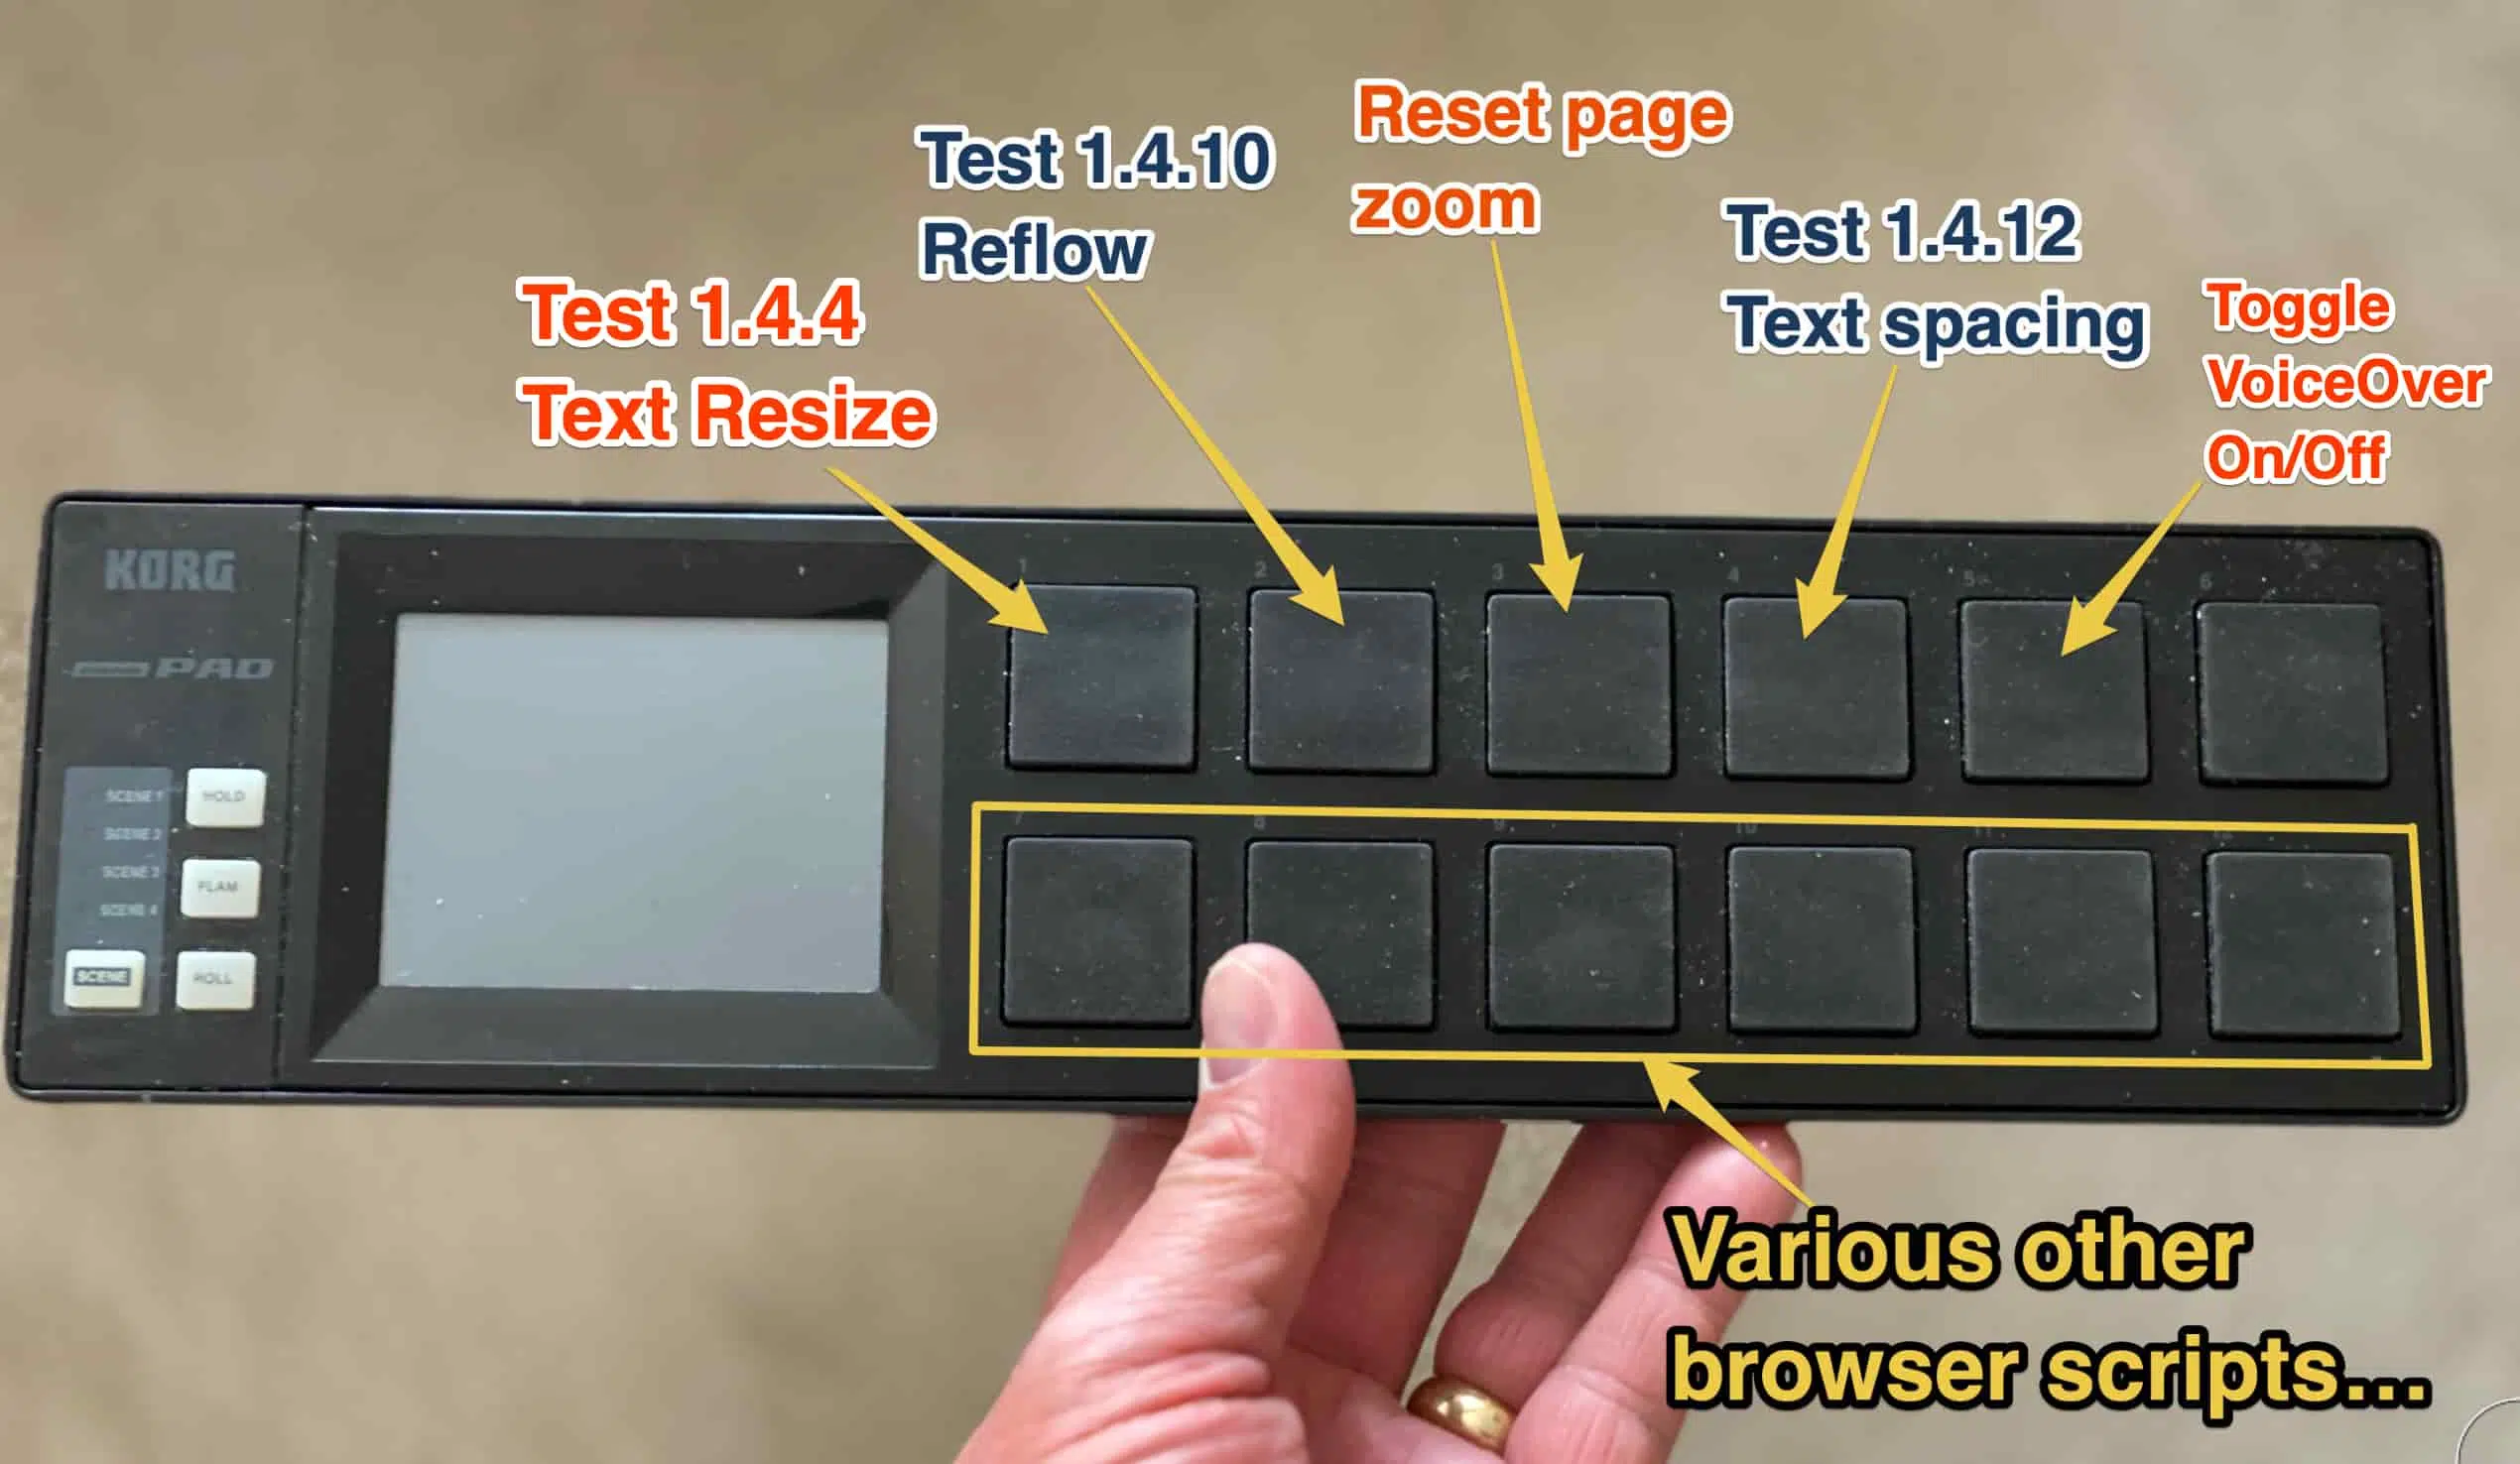 Reset page
zoom
Test 1.4.10
Reflow
Test 1.4.12
Text spacing
Test 1.4.4
Text Resize
Toggle
VoiceOver
On/Off
KORG
PAD
1
2
3
4
5
6
SCENE 1
HOLD
SCENE 2
SCENE 3
FLAM
SCENE 4
SCENE
ROLL
7
8
9
10
11
12
Various other
browser scripts...